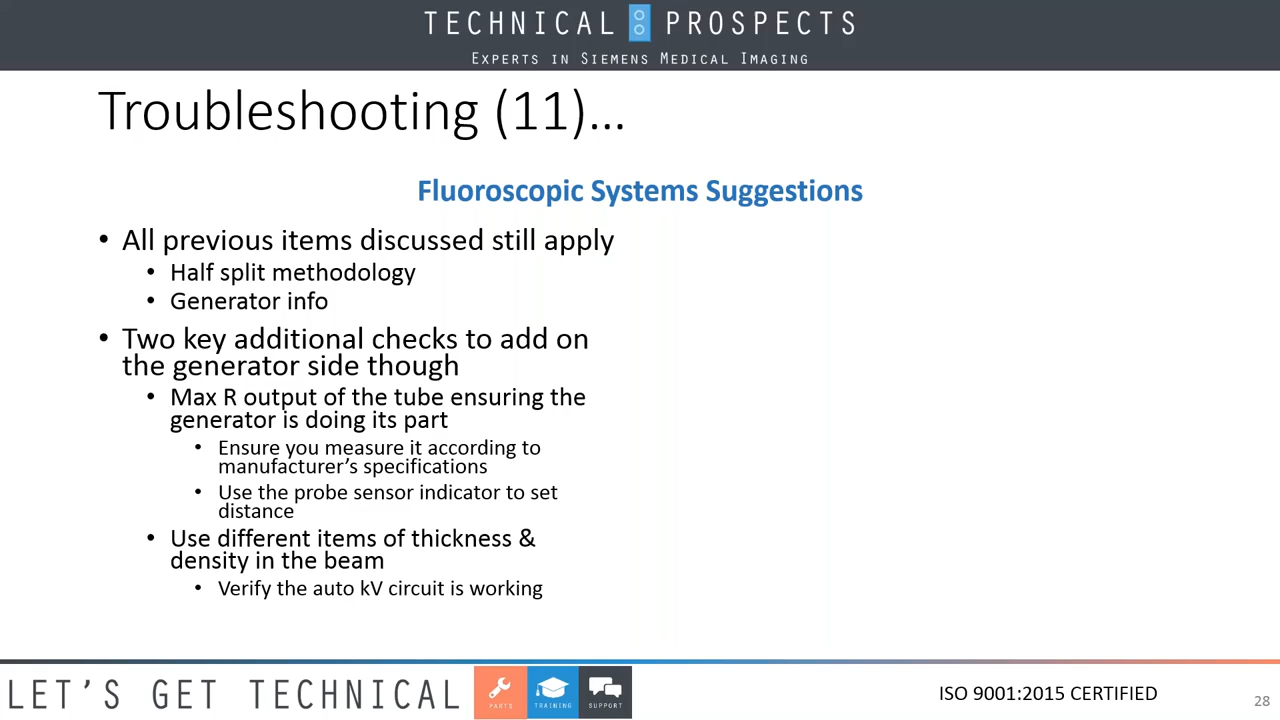 TECHNICAL PROSPECTS
EXPERTS IN SIEMENS MEDICAL IMAGING
Troubleshooting (11)...
Fluoroscopic Systems Suggestions
• All previous items discussed still apply
• Half split methodology
• Generator info
• Two key additional checks to add on
the generator side though
• Max R output of the tube ensuring the
generator is doing its part
• Ensure you measure it according to
manufacturer's specifications
• Use the probe sensor indicator to set
distance
• Use different items of thickness &
density in the beam
• Verify the auto kV circuit is working
LET'S GET TECHNICAL
PARTS
TRAINING
SUPPORT
ISO 9001:2015 CERTIFIED
28